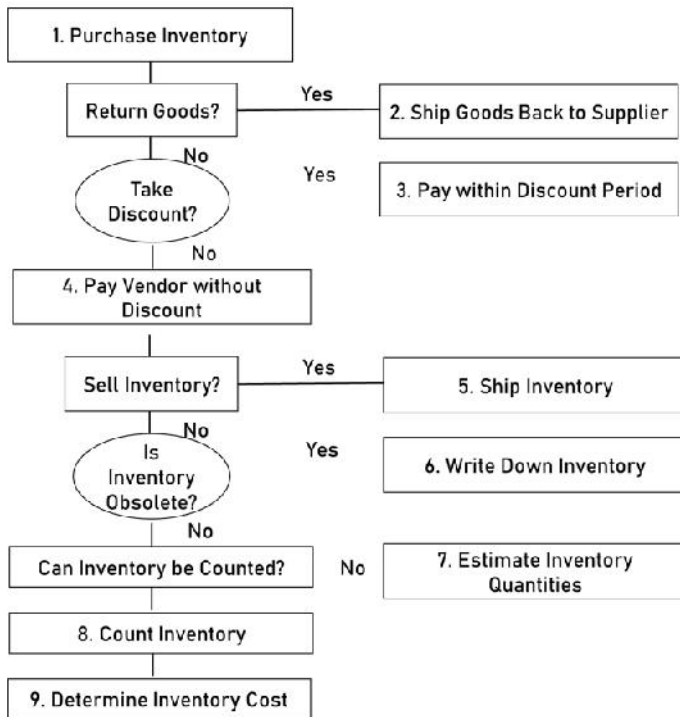 1. Purchase Inventory
Return Goods?
Yes
2. Ship Goods Back to Supplier
No
Take
Discount?
Yes
3. Pay within Discount Period
No
4. Pay Vendor without
Discount
Sell Inventory?
Yes
5. Ship Inventory
No
Is
Inventory
Obsolete?
Yes
6. Write Down Inventory
No
Can Inventory be Counted?
No
7. Estimate Inventory
Quantities
8. Count Inventory
9. Determine Inventory Cost